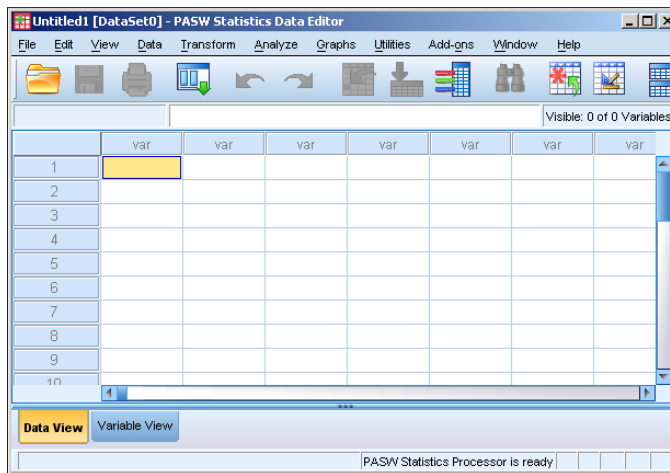 Untitled1 [DataSet0] - PASW Statistics Data Editor
File Edit View Data Transform Analyze Graphs Utilities Add-ons Window Help
Visible: 0 of 0 Variables
var var var var var var var
1
2
3
4
5
6
7
8
9
10
Data View Variable View
PASW Statistics Processor is ready